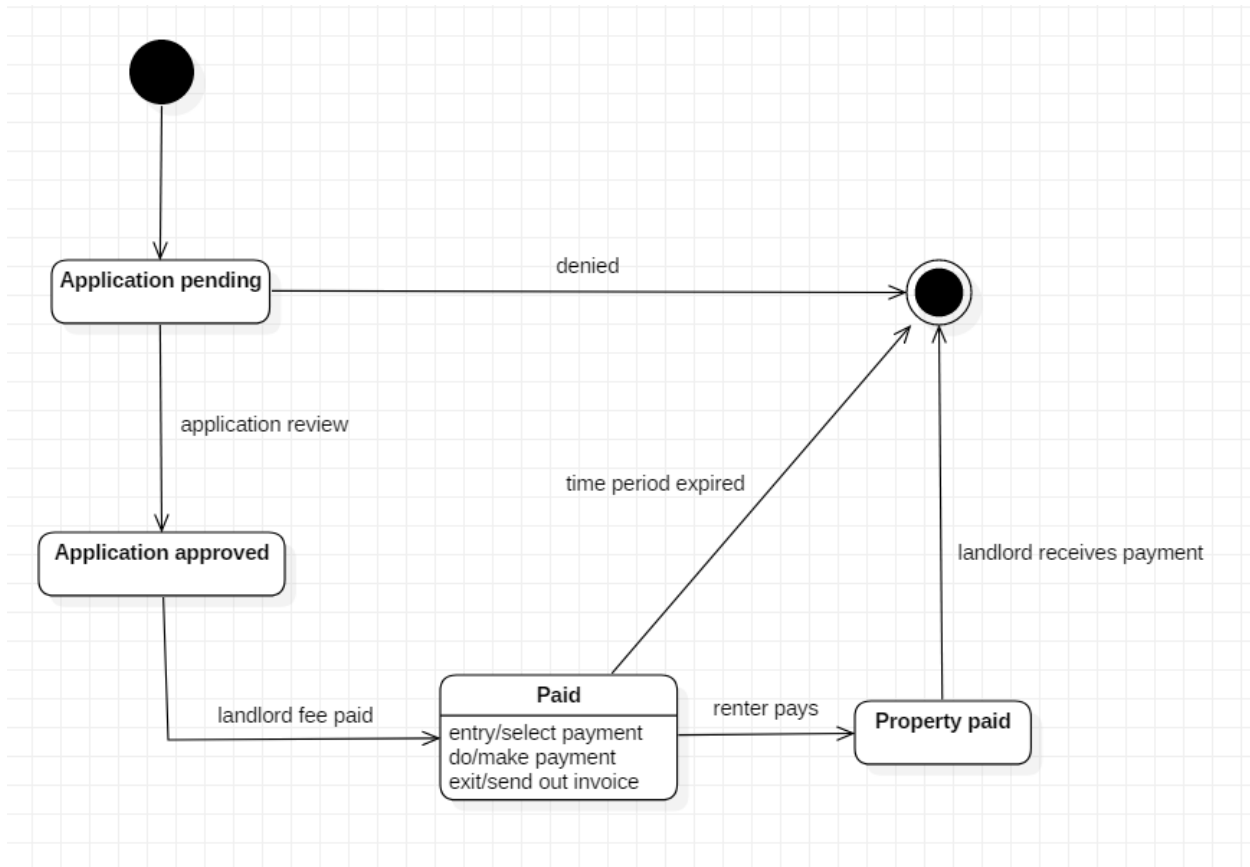 Application pending
denied
application review
time period expired
Application approved
landlord receives payment
landlord fee paid
Paid
entry/select payment
do/make payment
exit/send out invoice
renter pays
Property paid